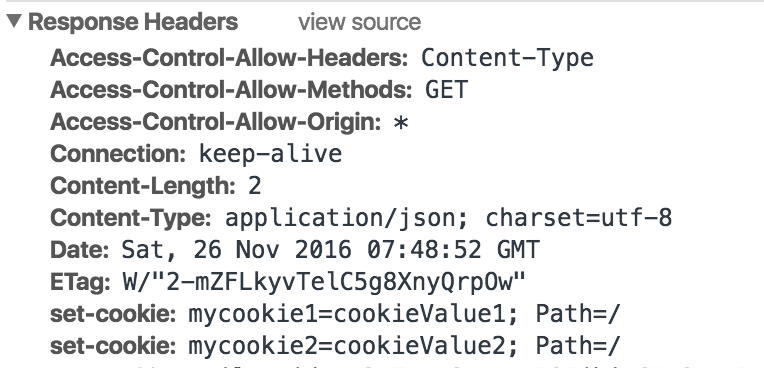 ▼ Response Headers view source
Access-Control-Allow-Headers: Content-Type
Access-Control-Allow-Methods: GET
Access-Control-Allow-Origin: *
Connection: keep-alive
Content-Length: 2
Content-Type: application/json; charset=utf-8
Date: Sat, 26 Nov 2016 07:48:52 GMT
ETag: W/"2-mZFLkyvTelC5g8XnyQrpOw"
set-cookie: mycookie1=cookieValue1; Path=/
set-cookie: mycookie2=cookieValue2; Path=/